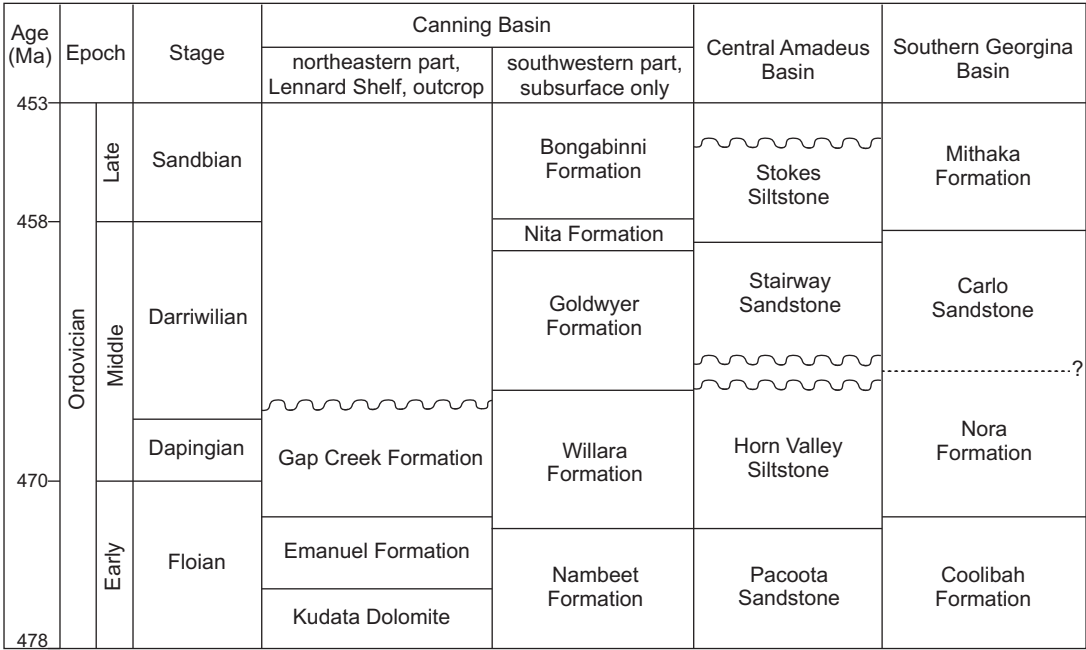 Age
(Ma)
Epoch
Stage
Canning Basin
northeastern part,
Lennard Shelf, outcrop
southwestern part,
subsurface only
Central Amadeus
Basin
Southern Georgina
Basin
453
458
470
478
Ordovician
Late
Middle
Early
Sandbian
Darriwilian
Dapingian
Floian
Gap Creek Formation
Emanuel Formation
Kudata Dolomite
Bongabinni
Formation
Nita Formation
Goldwyer
Formation
Willara
Formation
Nambeet
Formation
Stokes
Siltstone
Stairway
Sandstone
Horn Valley
Siltstone
Pacoota
Sandstone
Mithaka
Formation
Carlo
Sandstone
?
Nora
Formation
Coolibah
Formation